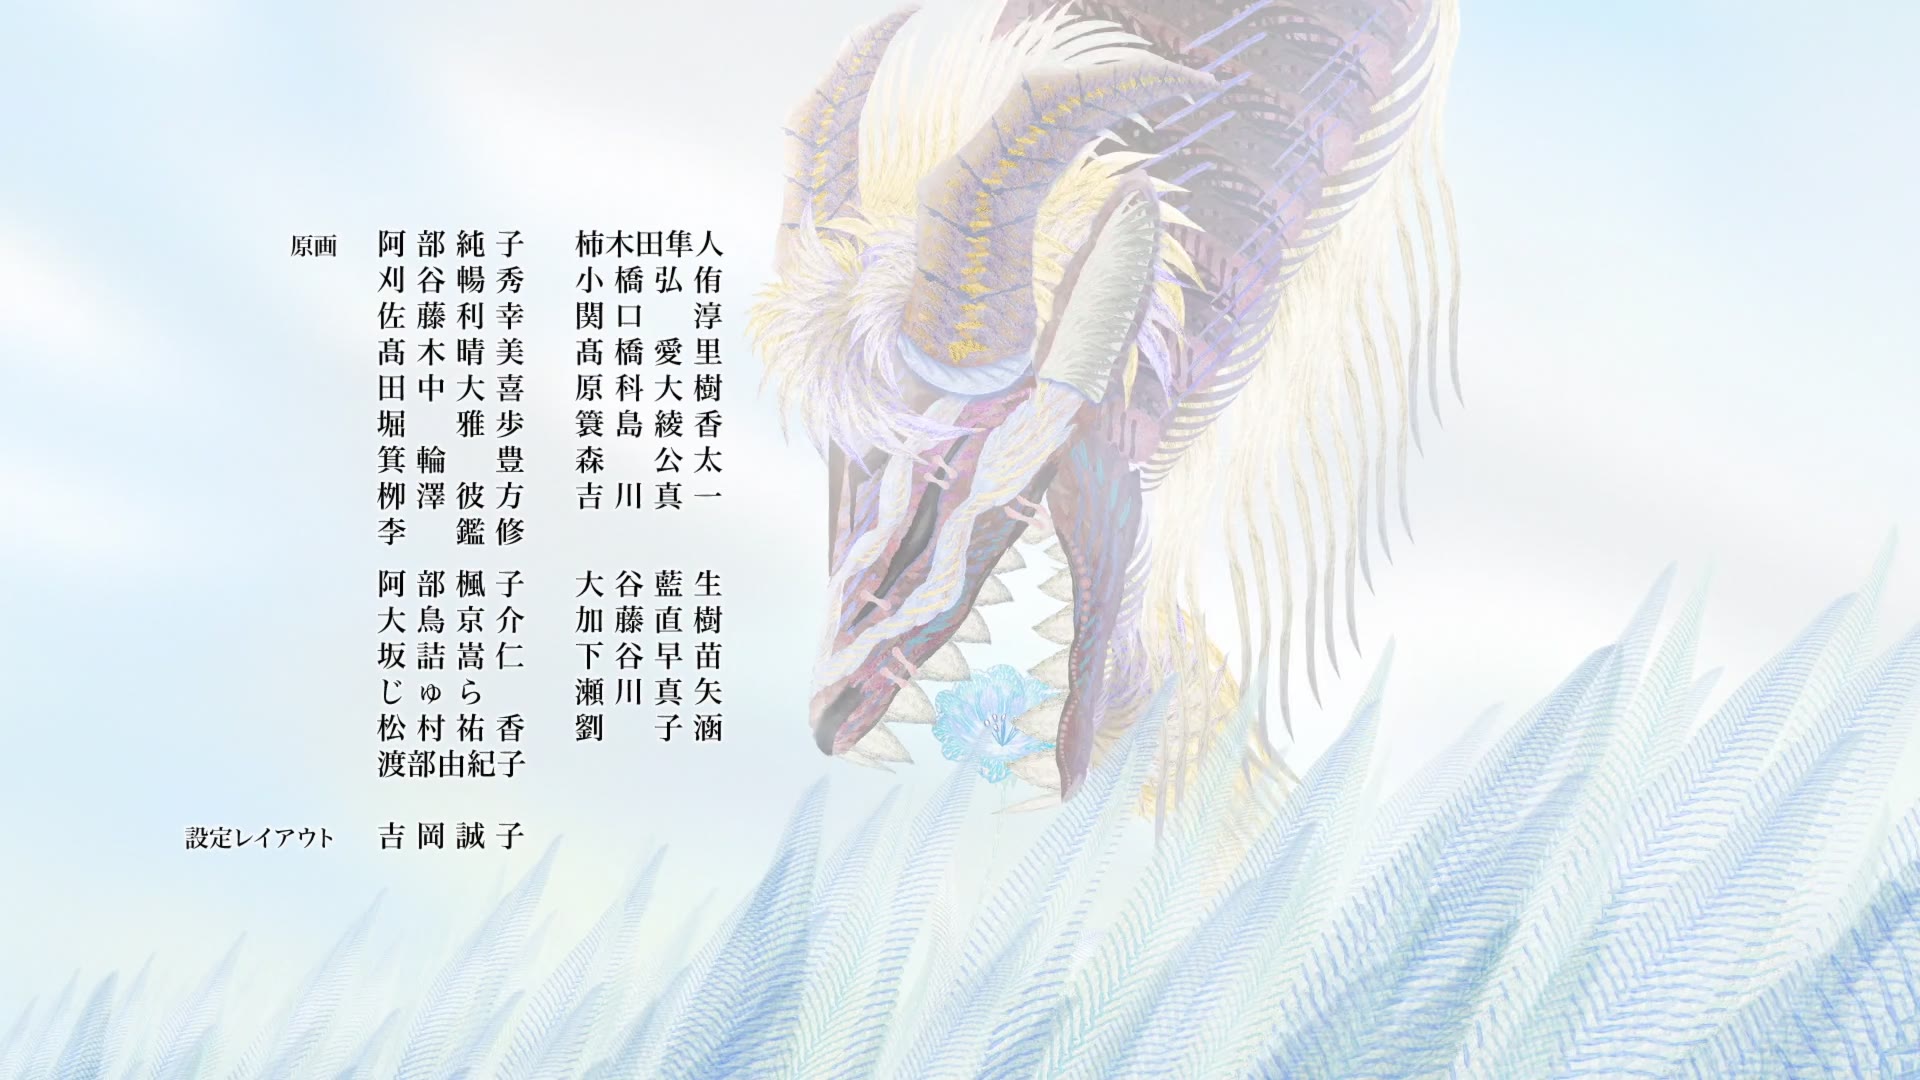 原画 阿部純子 柿木田隼人
刈谷暢秀 小橋弘侑
佐藤利幸 関口 淳
髙木晴美 髙橋愛里
田中大喜 原科大樹
堀 雅歩 簑島綾香
箕輪 豊 森 公太
栁澤彼方 吉川真一
李 鑑修
阿部楓子 大谷藍生
大鳥京介 加藤直樹
坂詰嵩仁 下谷早苗
じゅら 瀬川真矢
松村祐香 劉 子涵
渡部由紀子
設定レイアウト 吉岡誠子